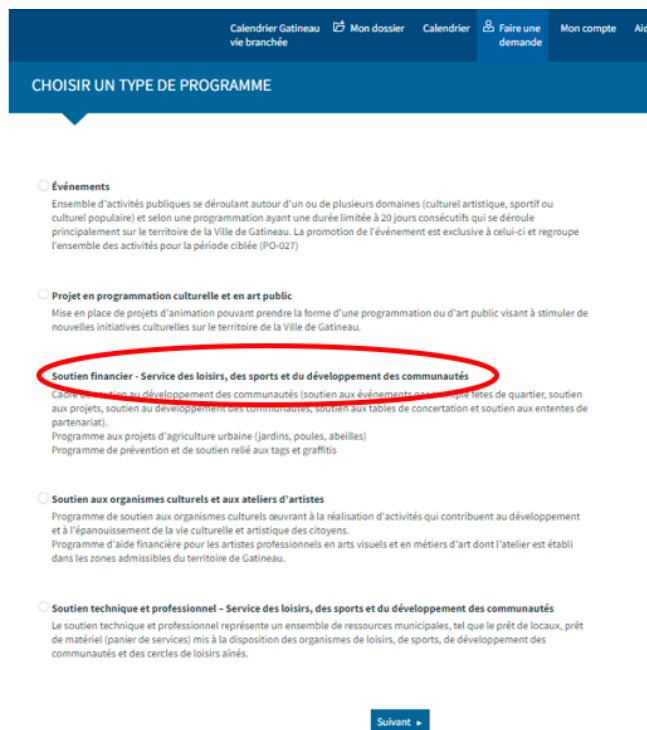 Calendrier Gatineau
vie branchée
Mon dossier
Calendrier
Faire une
demande
Mon compte
CHOISIR UN TYPE DE PROGRAMME
Événements
Ensemble d'activités publiques se déroulant autour d'un ou de plusieurs domaines (culturel artistique, sportif ou
culturel populaire) et selon une programmation ayant une durée limitée à 20 jours consécutifs qui se déroule
principalement sur le territoire de la Ville de Gatineau. La promotion de l'événement est exclusive à celui-ci et regroupe
l'ensemble des activités pour la période ciblée (PO-027)
Projet en programmation culturelle et en art public
Mise en place de projets d'animation pouvant prendre la forme d'une programmation ou d'art public visant à stimuler de
nouvelles initiatives culturelles sur le territoire de la Ville de Gatineau.
Soutien financier - Service des loisirs, des sports et du développement des communautés
Cadre de soutien au développement des communautés (soutien aux événements par exemple fêtes de quartier, soutien
aux projets, soutien au développement des communautés, soutien aux tables de concertation et soutien aux ententes de
partenariat).
Programme aux projets d'agriculture urbaine (jardins, poules, abeilles)
Programme de prévention et de soutien relié aux tags et graffitis
Soutien aux organismes culturels et aux ateliers d'artistes
Programme de soutien aux organismes culturels œuvrant à la réalisation d'activités qui contribuent au développement
et à l'épanouissement de la vie culturelle et artistique des citoyens.
Programme d'aide financière pour les artistes professionnels en arts visuels et en métiers d'art dont l'atelier est établi
dans les zones admissibles du territoire de Gatineau.
Soutien technique et professionnel – Service des loisirs, des sports et du développement des communautés
Le soutien technique et professionnel représente un ensemble de ressources municipales, tel que le prêt de locaux, prêt
de matériel (panier de services) mis à la disposition des organismes de loisirs, de sports, de développement des
communautés et des cercles de loisirs aînés.
Suivant